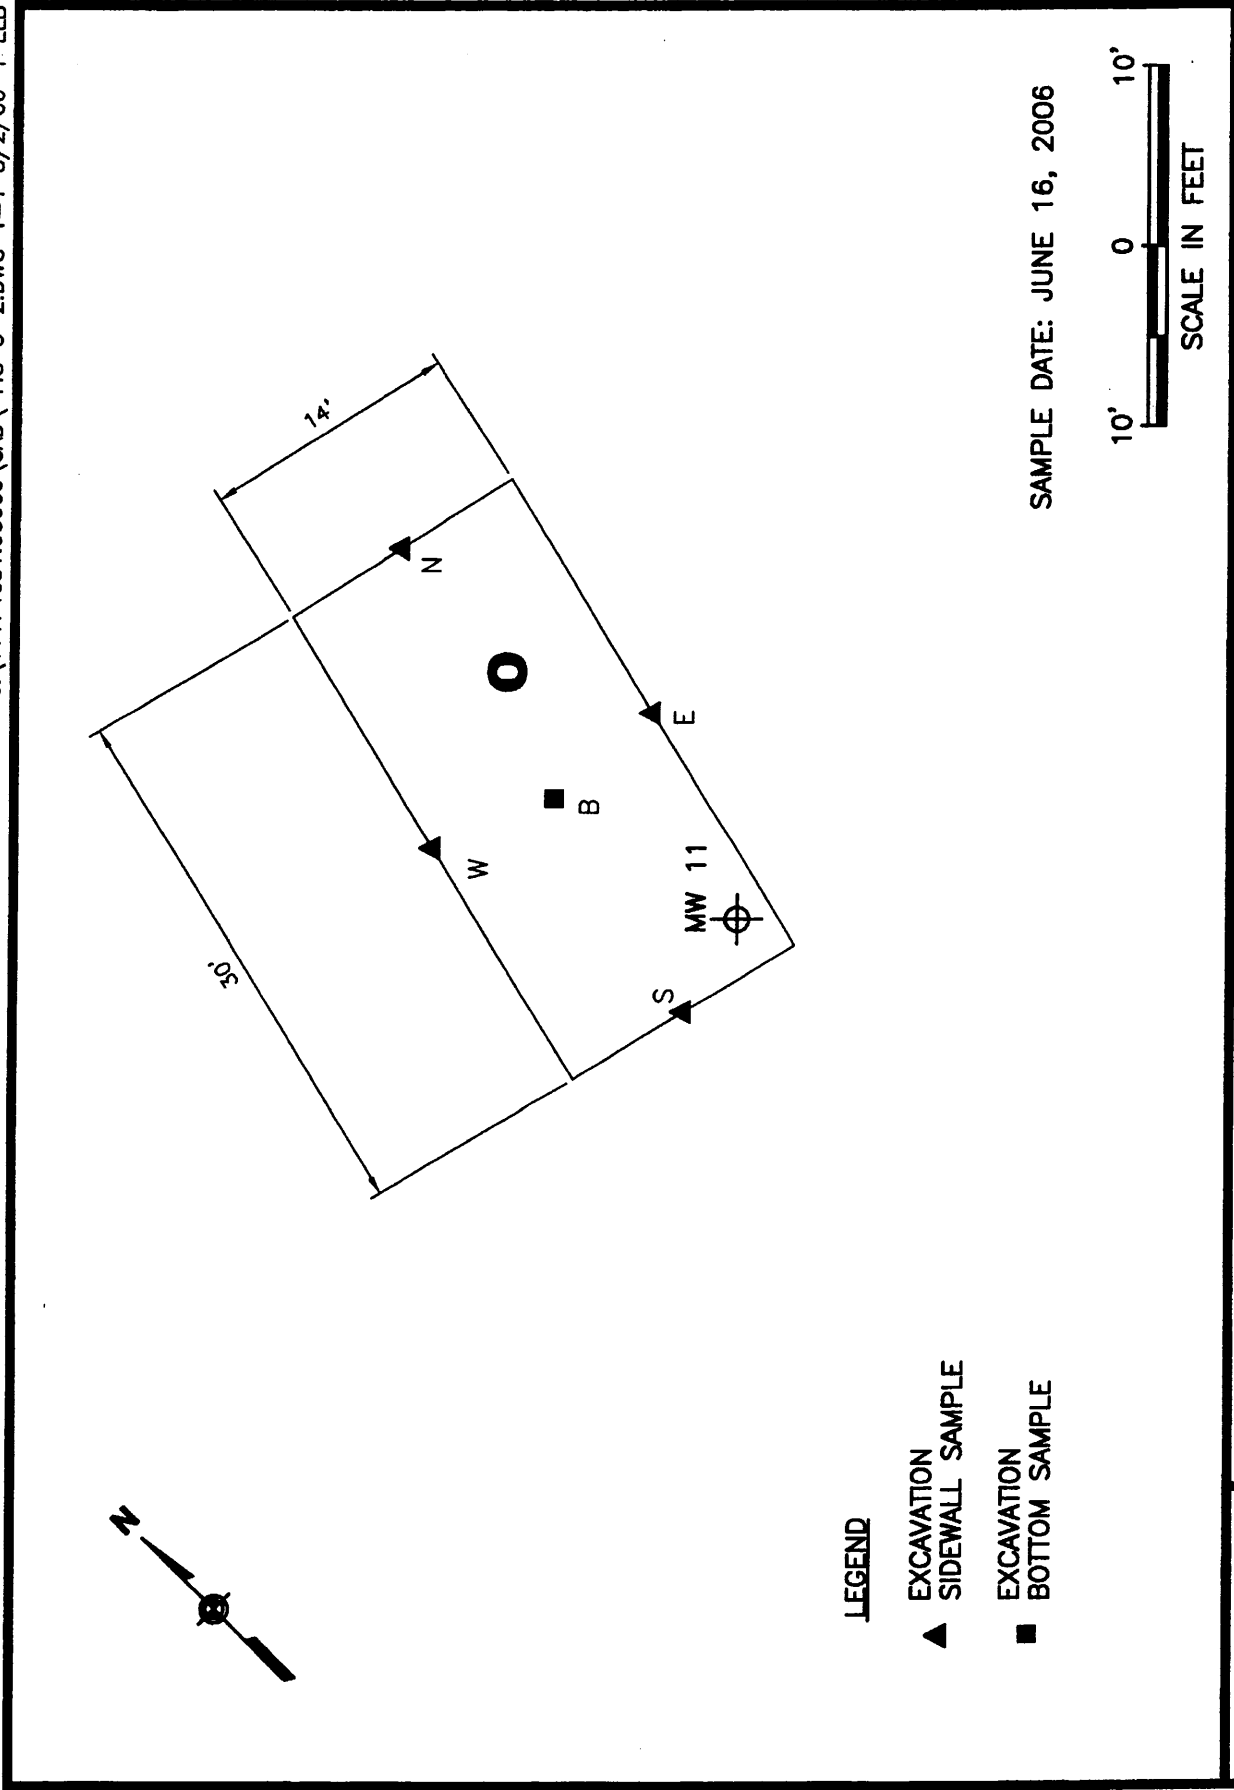 N
30'
14'
N
W
O
B
E
MW 11
S
LEGEND
EXCAVATION
SIDEWALL SAMPLE
EXCAVATION
BOTTOM SAMPLE
SAMPLE DATE: JUNE 16, 2006
10' 0 10'
SCALE IN FEET